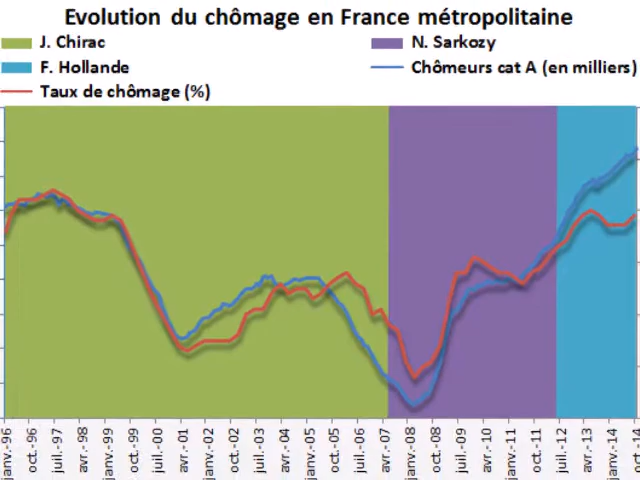 Evolution du chômage en France métropolitaine
J. Chirac
N. Sarkozy
F. Hollande
Chômeurs cat A (en milliers)
Taux de chômage (%)
janv.-96
oct.-96
juil.-97
avr.-98
janv.-99
oct.-99
juil.-00
avr.-01
janv.-02
oct.-02
juil.-03
avr.-04
janv.-05
oct.-05
juil.-06
avr.-07
janv.-08
oct.-08
juil.-09
avr.-10
janv.-11
oct.-11
juil.-12
avr.-13
janv.-14
oct.-14